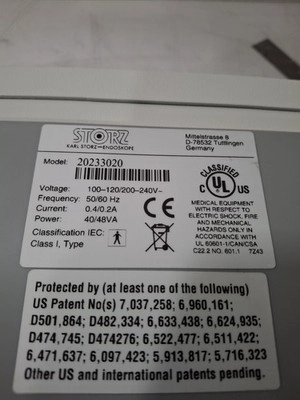 STORZ
KARL STORZ—ENDOSKOPE
Mittelstrasse 8
D-78532 Tuttlingen
Germany
Model: 20233020
Voltage: 100-120/200-240V~
Frequency: 50/60 Hz
Current: 0.4/0.2A
Power: 40/48VA
Classification IEC:
Class I, Type
CE
CLASSIFIED
C UL US
MEDICAL EQUIPMENT
WITH RESPECT TO
ELECTRIC SHOCK, FIRE
AND MECHANICAL
HAZARDS ONLY IN
ACCORDANCE WITH
UL 60601-1/CAN/CSA
C22.2 NO. 601.1 7Z43
Protected by (at least one of the following)
US Patent No(s) 7,037,258; 6,960,161;
D501,864; D482,334; 6,633,438; 6,624,935;
D474,745; D474276; 6,522,477; 6,511,422;
6,471,637; 6,097,423; 5,913,817; 5,716,323
Other US and international patents pending.